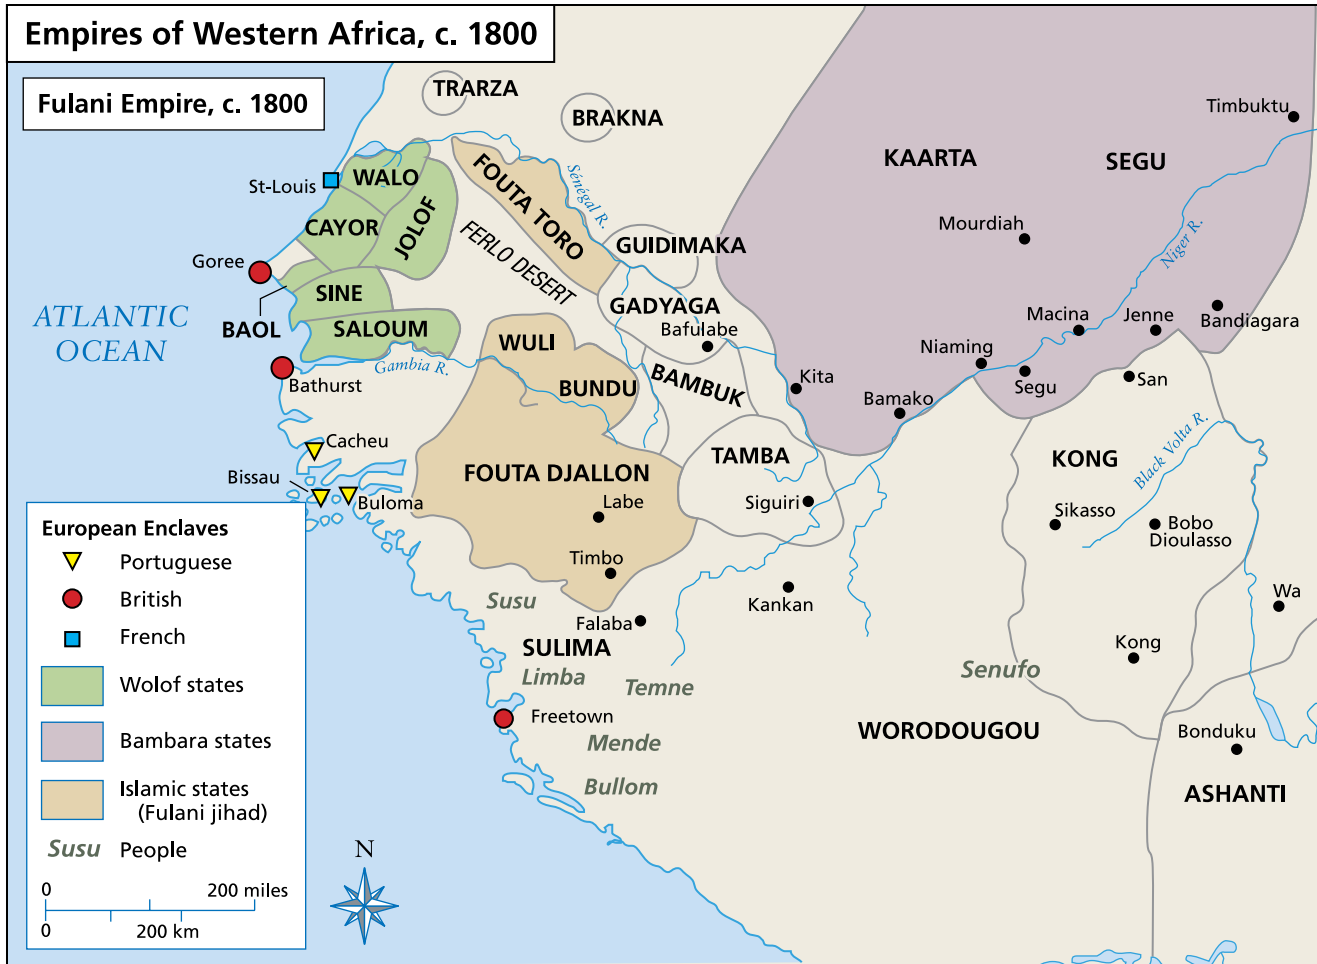 Empires of Western Africa, c. 1800
Fulani Empire, c. 1800
TRARZA
BRAKNA
Timbuktu
KAARTA
SEGU
St-Louis
WALO
FOUTA TORO
Sénégal R.
CAYOR
JOLOF
FERLO DESERT
Mourdiah
Niger R.
GUIDIMAKA
Goree
SINE
GADYAGA
ATLANTIC
OCEAN
BAOL
SALOUM
Bafulabe
Macina
Jenne
Bandiagara
WULI
Niaming
Gambia R.
Bathurst
BUNDU
BAMBUK
Kita
Segu
San
Bamako
Cacheu
Bissau
Buloma
FOUTA DJALLON
TAMBA
KONG
Black Volta R.
Labe
Siguiri
Sikasso
Bobo
Dioulasso
Timbo
Susu
Kankan
Wa
Falaba
SULIMA
Limba
Temne
Senufo
Kong
Freetown
Mende
WORODOUGOU
Bonduku
Bullom
ASHANTI
European Enclaves
Portuguese
British
French
Wolof states
Bambara states
Islamic states
(Fulani jihad)
Susu People
0 200 miles
0 200 km
N